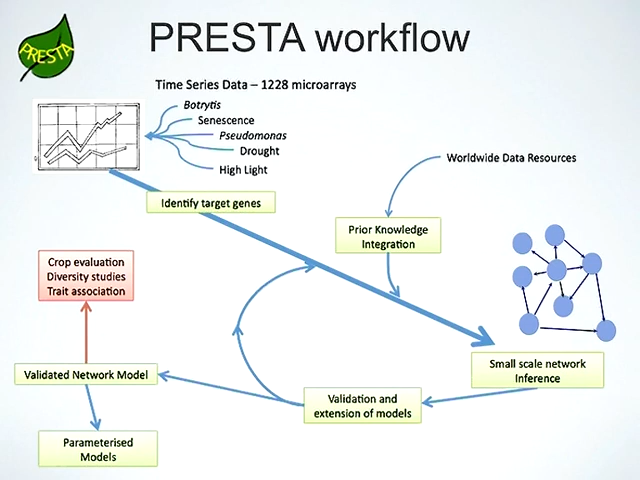 PRESTA
PRESTA workflow
Time Series Data – 1228 microarrays
Botrytis
Senescence
Pseudomonas
Drought
High Light
Worldwide Data Resources
Identify target genes
Prior Knowledge
Integration
Crop evaluation
Diversity studies
Trait association
Small scale network
Inference
Validated Network Model
Validation and
extension of models
Parameterised
Models